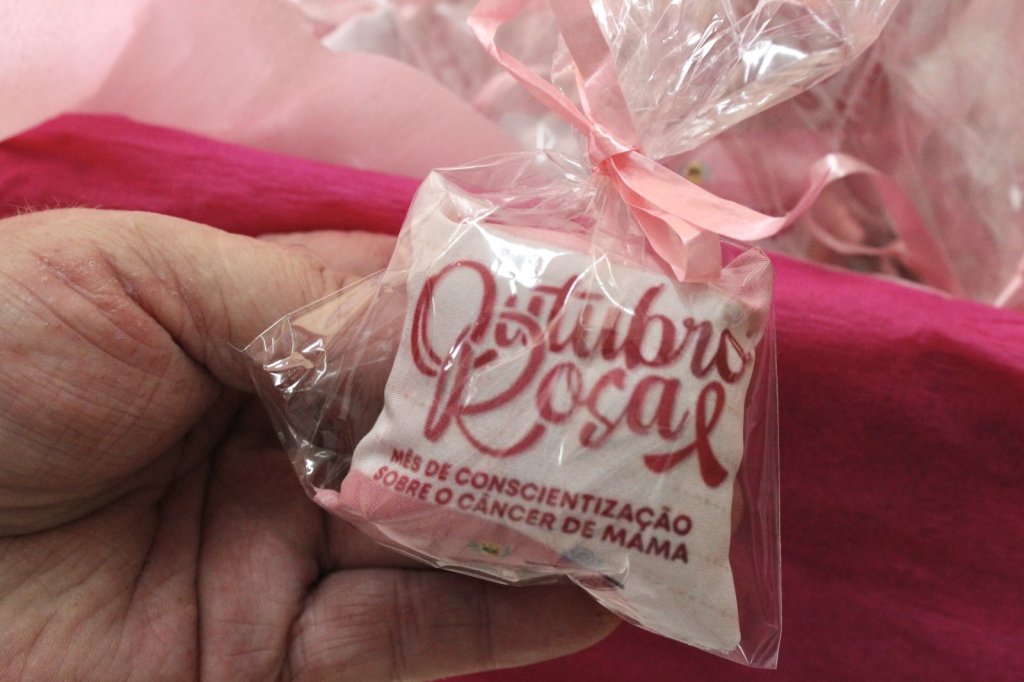 Outubro
Rosa
MÊS DE CONSCIENTIZAÇÃO
SOBRE O CÂNCER DE MAMA